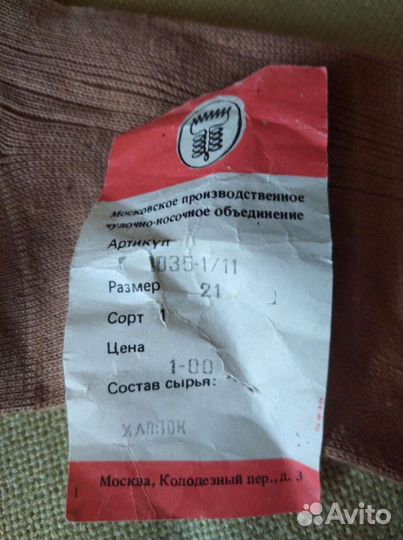 Московское производственное
чулочно-носочное объединение
Артикул
1035-1/11
Размер 21
Сорт 1
Цена
1-00
Состав сырья:
ХЛОПОК
Москва, Колодезный пер., д. 3
Avito